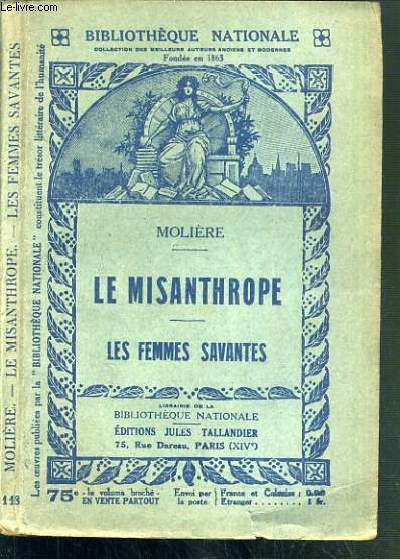 LE-LIVRE.COM
BIBLIOTHÈQUE NATIONALE
COLLECTION DES MEILLEURS AUTEURS ANCIENS ET MODERNES
Fondée en 1863
MOLIÈRE
LE MISANTHROPE
LES FEMMES SAVANTES
LIBRAIRIE DE LA
BIBLIOTHÈQUE NATIONALE
ÉDITIONS JULES TALLANDIER
75, Rue Dareau, PARIS (XIVe)
75c - le volume broché -
EN VENTE PARTOUT
Envoi par
la poste.
France et Colonies :
Etranger........ 1 fr.
Les œuvres publiées par la "BIBLIOTHÈQUE NATIONALE" constituent le trésor littéraire de l'humanité
MOLIÈRE. — LE MISANTHROPE. — LES FEMMES SAVANTES
113